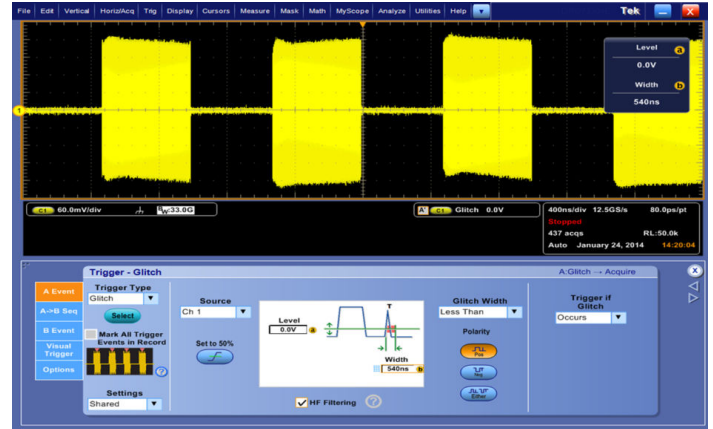 File Edit Vertical Horiz/Acq Trig Display Cursors Measure Mask Math MyScope Analyze Utilities Help Tek X
Level a
0.0V
Width b
540ns
1
C1 60.0mV/div BW:33.0G
A' C1 Glitch 0.0V
400ns/div 12.5GS/s 80.0ps/pt
Stopped
437 acqs RL:50.0k
Auto January 24, 2014 14:20:04
Trigger - Glitch A:Glitch → Acquire X
A Event
A->B Seq
B Event
Visual
Trigger
Options
Trigger Type
Glitch
Select
Mark All Trigger
Events in Record
?
Settings
Shared
Source
Ch 1
Set to 50%
Level
0.0V a
T
Width
540ns b
HF Filtering ?
Glitch Width
Less Than
Polarity
Pos
Neg
Either
Trigger if
Glitch
Occurs